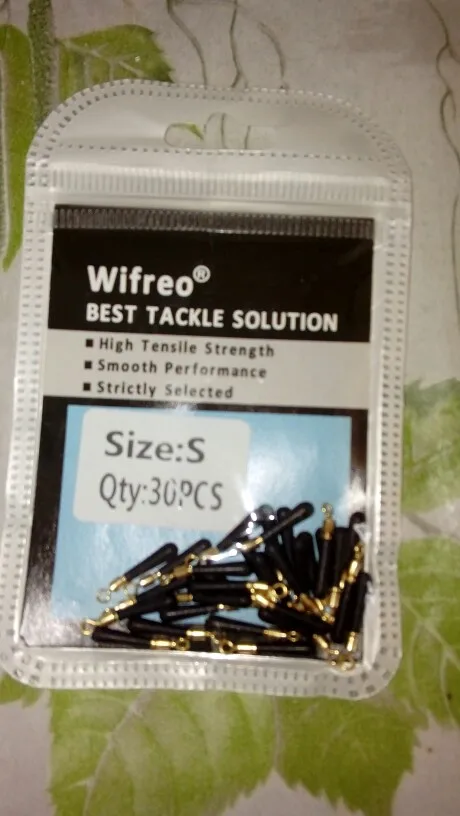 Wifreo®
BEST TACKLE SOLUTION
■ High Tensile Strength
■ Smooth Performance
■ Strictly Selected
Size:S
Qty:30PCS